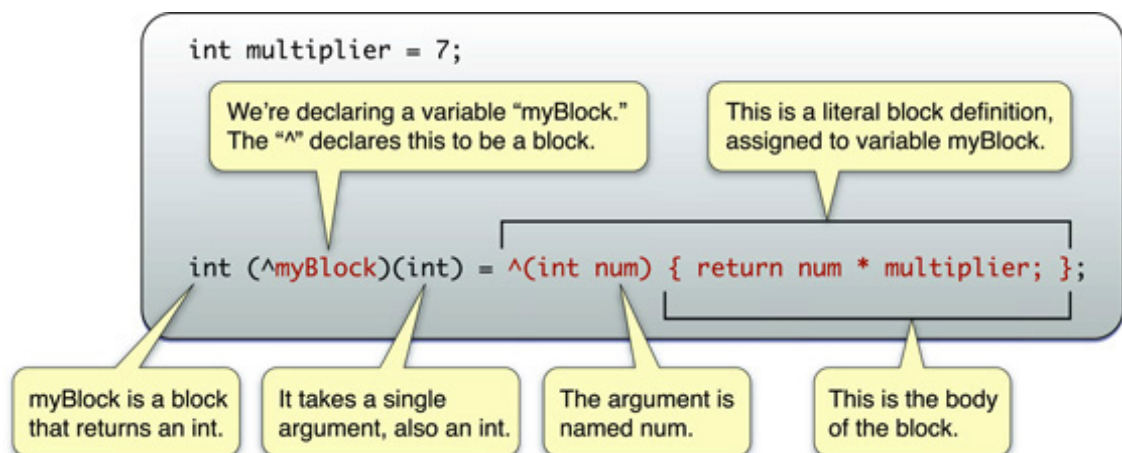 int multiplier = 7;
We're declaring a variable “myBlock.”
The “^” declares this to be a block.
This is a literal block definition,
assigned to variable myBlock.
int (^myBlock)(int) = ^(int num) { return num * multiplier; };
myBlock is a block
that returns an int.
It takes a single
argument, also an int.
The argument is
named num.
This is the body
of the block.